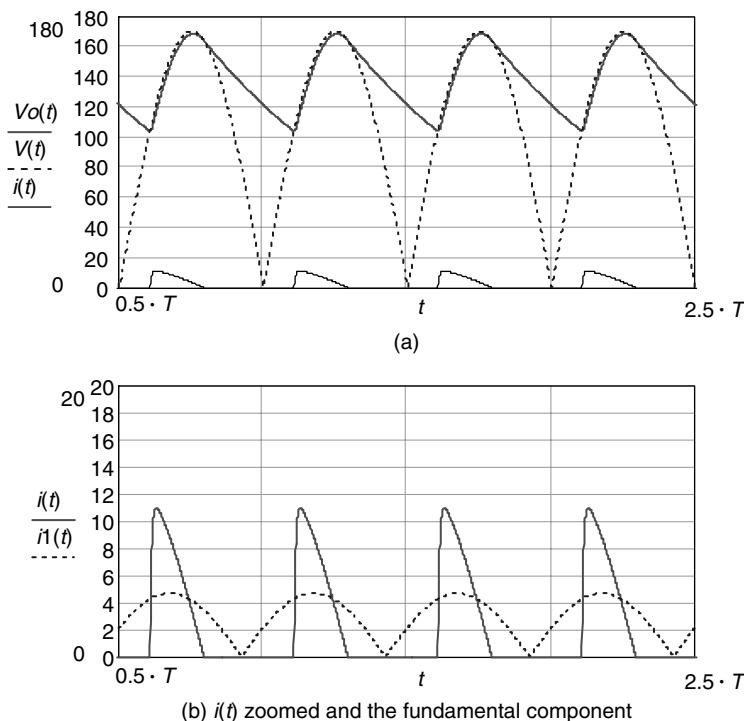 180
180
160
140
120
100
80
60
40
20
0
0
Vo(t)
V(t)
i(t)
0.5 · T
t
2.5 · T
(a)
20
20
18
16
14
12
10
8
6
4
2
0
0
i(t)
i1(t)
0.5 · T
t
2.5 · T
(b) i(t) zoomed and the fundamental component